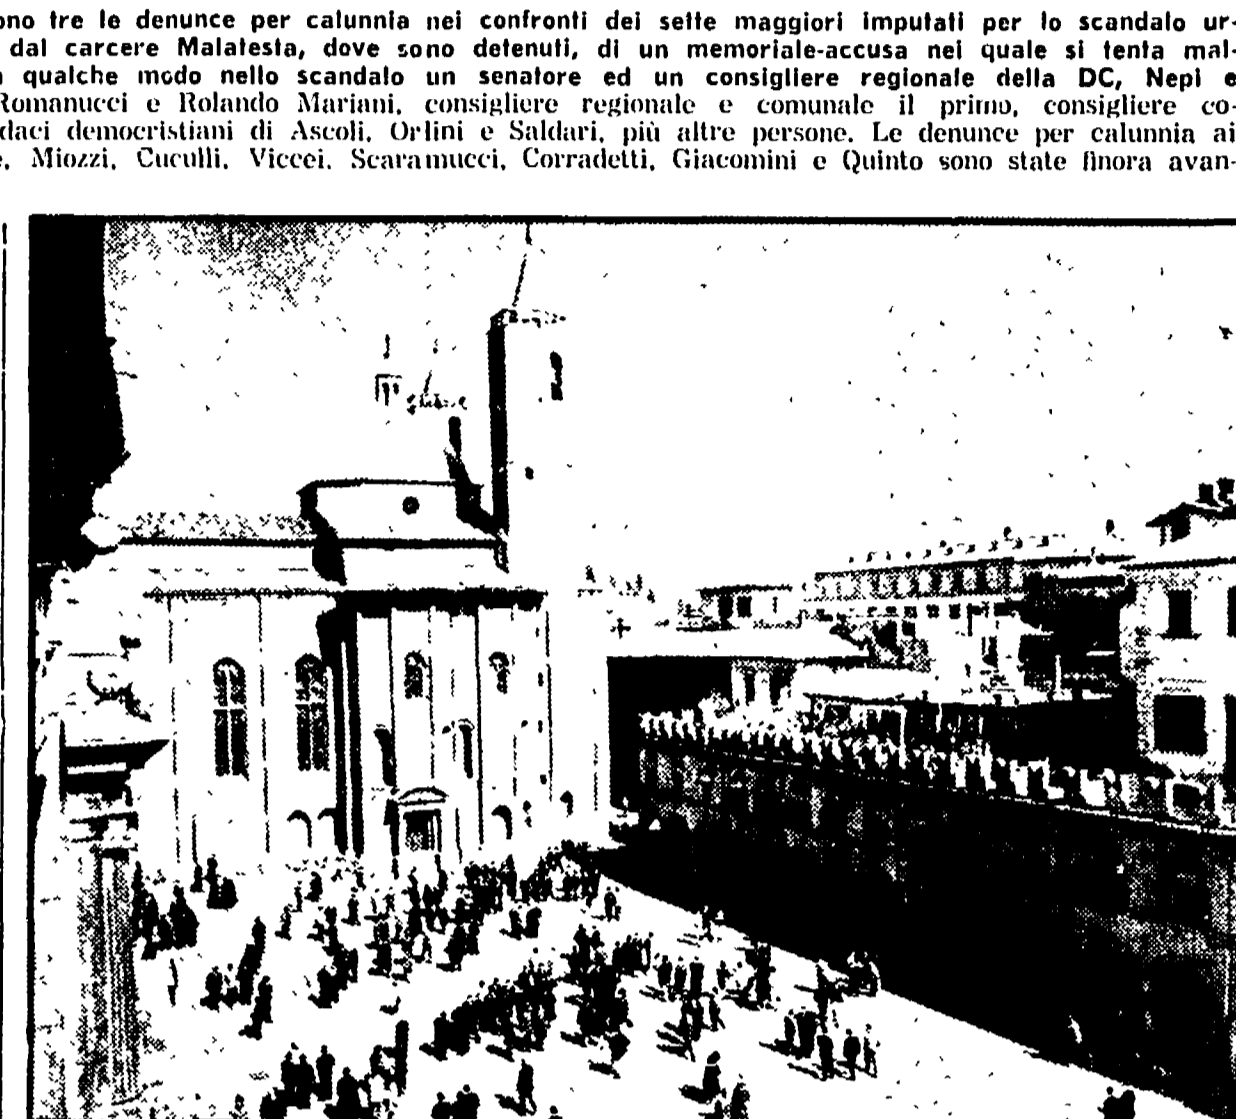 ono tre le denunce per calunnia nei confronti dei sette maggiori imputati per lo scandalo ur-
dal carcere Malatesta, dove sono detenuti, di un memoriale-accusa nel quale si tenta mal-
qualche modo nello scandalo un senatore ed un consigliere regionale della DC, Nepi e
Romanucci e Rolando Mariani, consigliere regionale e comunale il primo, consigliere co-
daci democristiani di Ascoli, Orlini e Saldari, più altre persone. Le denunce per calunnia ai
Miozzi, Cuculli, Viccei, Scaramucci, Corradetti, Giacomini e Quinto sono state finora avan-